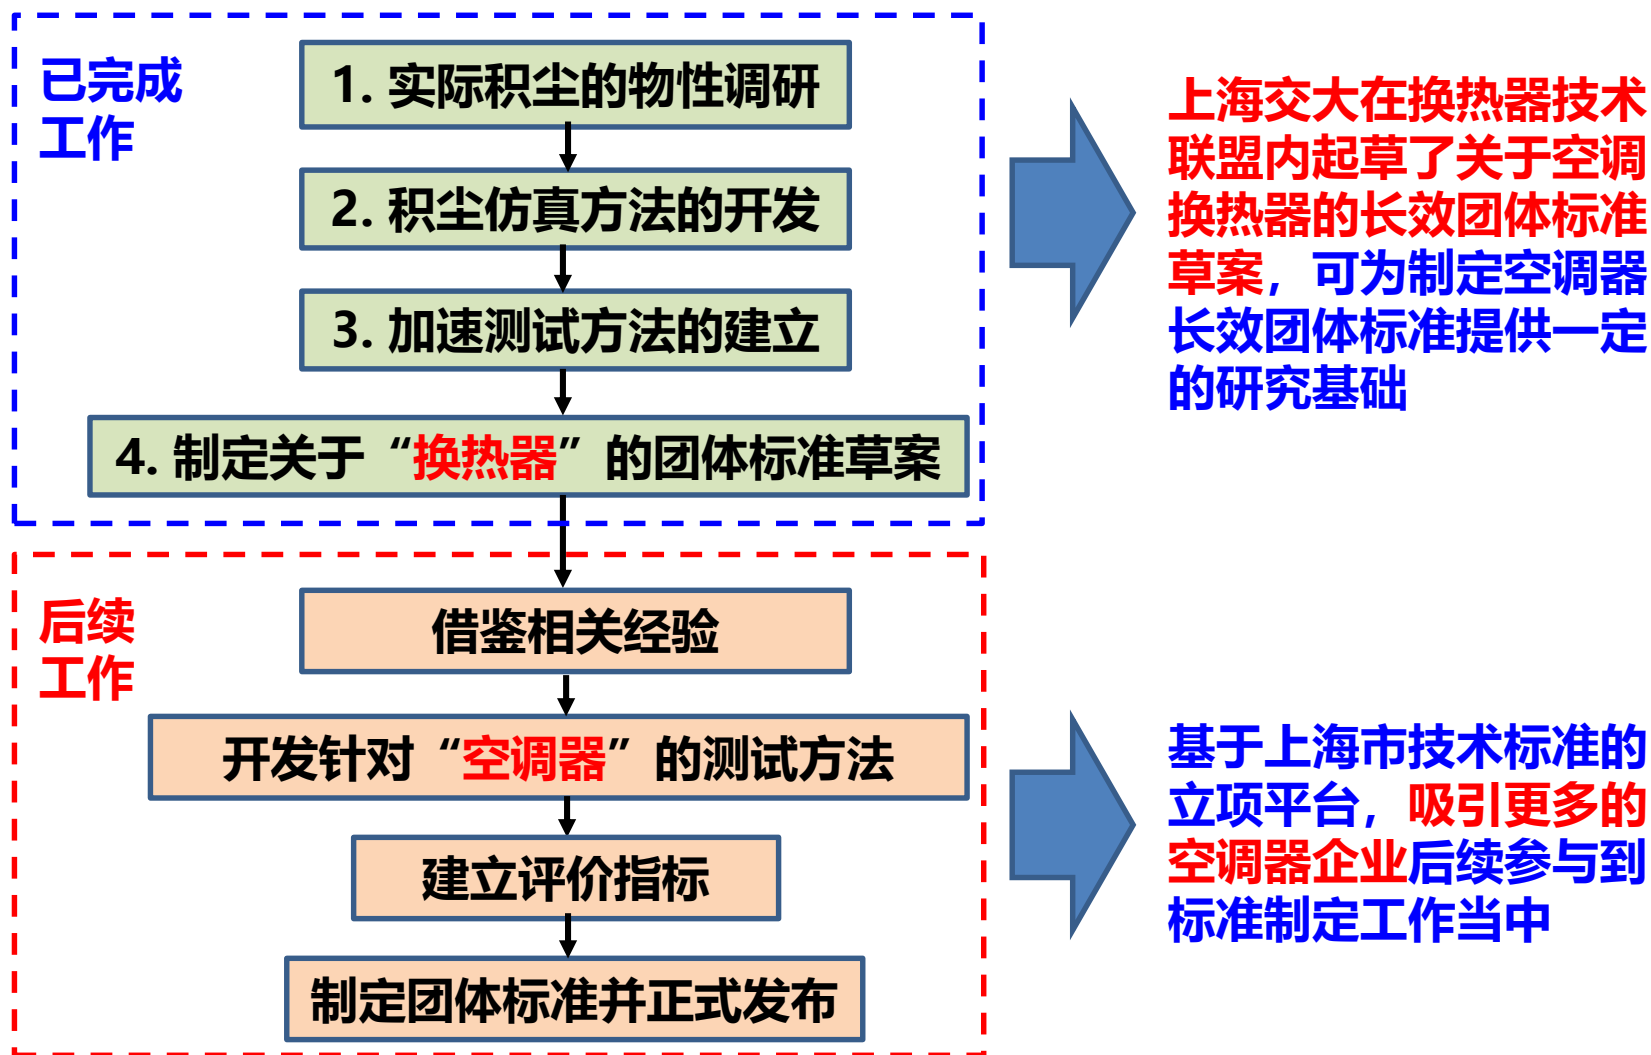 已完成
工作
1. 实际积尘的物性调研
2. 积尘仿真方法的开发
3. 加速测试方法的建立
4. 制定关于“换热器”的团体标准草案
上海交大在换热器技术
联盟内起草了关于空调
换热器的长效团体标准
草案，可为制定空调器
长效团体标准提供一定
的研究基础
后续
工作
借鉴相关经验
开发针对“空调器”的测试方法
建立评价指标
制定团体标准并正式发布
基于上海市技术标准的
立项平台，吸引更多的
空调器企业后续参与到
标准制定工作当中